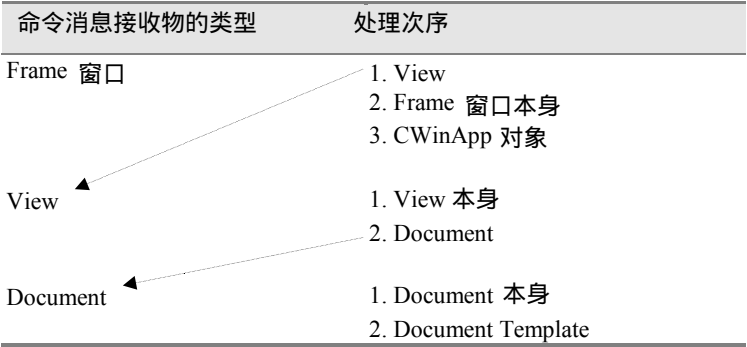 命令消息接收物的类型 处理次序
Frame 窗口 1. View
2. Frame 窗口本身
3. CWinApp 对象
View 1. View 本身
2. Document
Document 1. Document 本身
2. Document Template